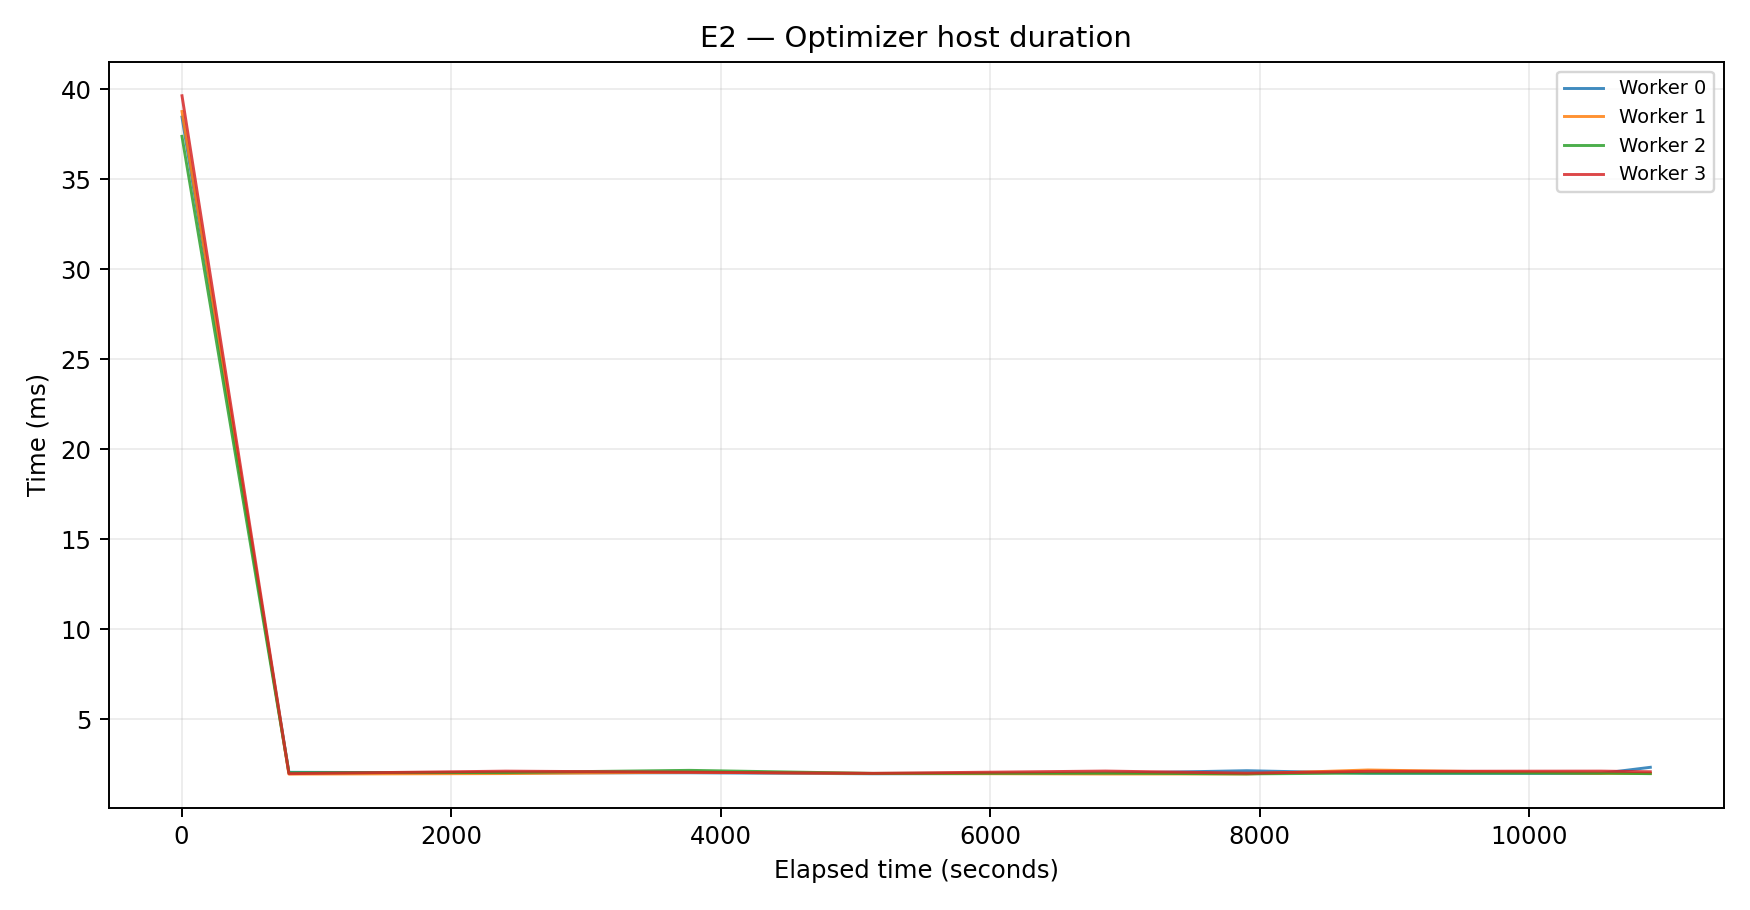 E2 — Optimizer host duration
40
35
30
25
20
15
10
5
Time (ms)
Worker 0
Worker 1
Worker 2
Worker 3
0 2000 4000 6000 8000 10000
Elapsed time (seconds)